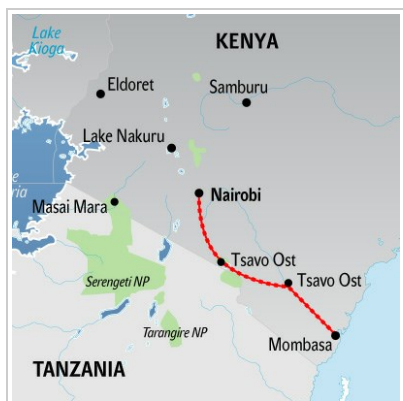 Lake
Kioga
KENYA
Eldoret
Samburu
Lake Nakuru
ria
Nairobi
Masai Mara
Tsavo Ost
Serengeti NP
Tsavo Ost
Tarangire NP
Mombasa
TANZANIA